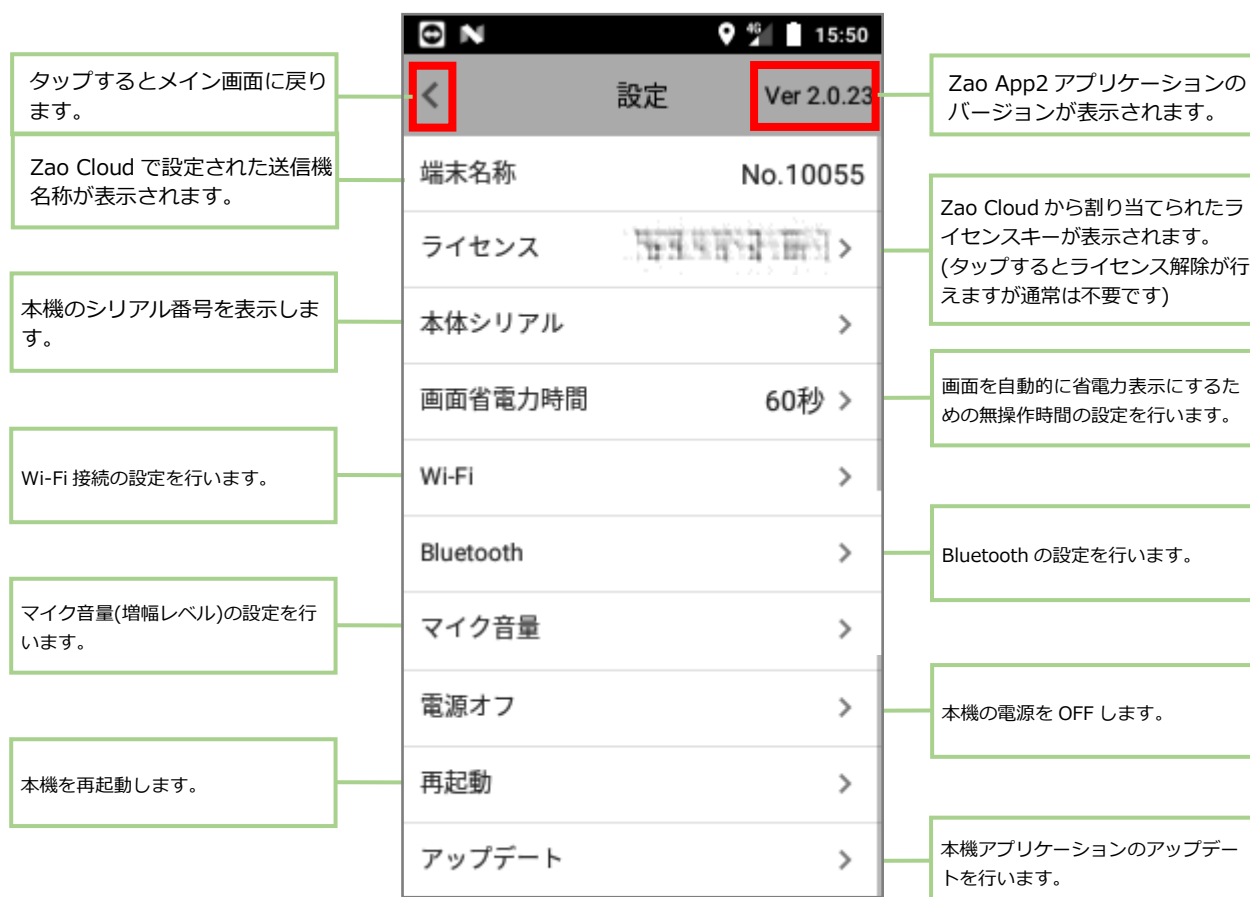 4G 15:50
タップするとメイン画面に戻り
ます。
設定
Ver 2.0.23
Zao App2 アプリケーションの
バージョンが表示されます。
Zao Cloud で設定された送信機
名称が表示されます。
端末名称
No.10055
ライセンス
Zao Cloud から割り当てられたラ
イセンスキーが表示されます。
(タップするとライセンス解除が行
えますが通常は不要です)
本機のシリアル番号を表示しま
す。
本体シリアル
画面省電力時間
60秒
画面を自動的に省電力表示にするた
めの無操作時間の設定を行います。
Wi-Fi 接続の設定を行います。
Wi-Fi
Bluetooth
Bluetooth の設定を行います。
マイク音量(増幅レベル)の設定を行
います。
マイク音量
電源オフ
本機の電源を OFF します。
本機を再起動します。
再起動
アップデート
本機アプリケーションのアップデー
トを行います。